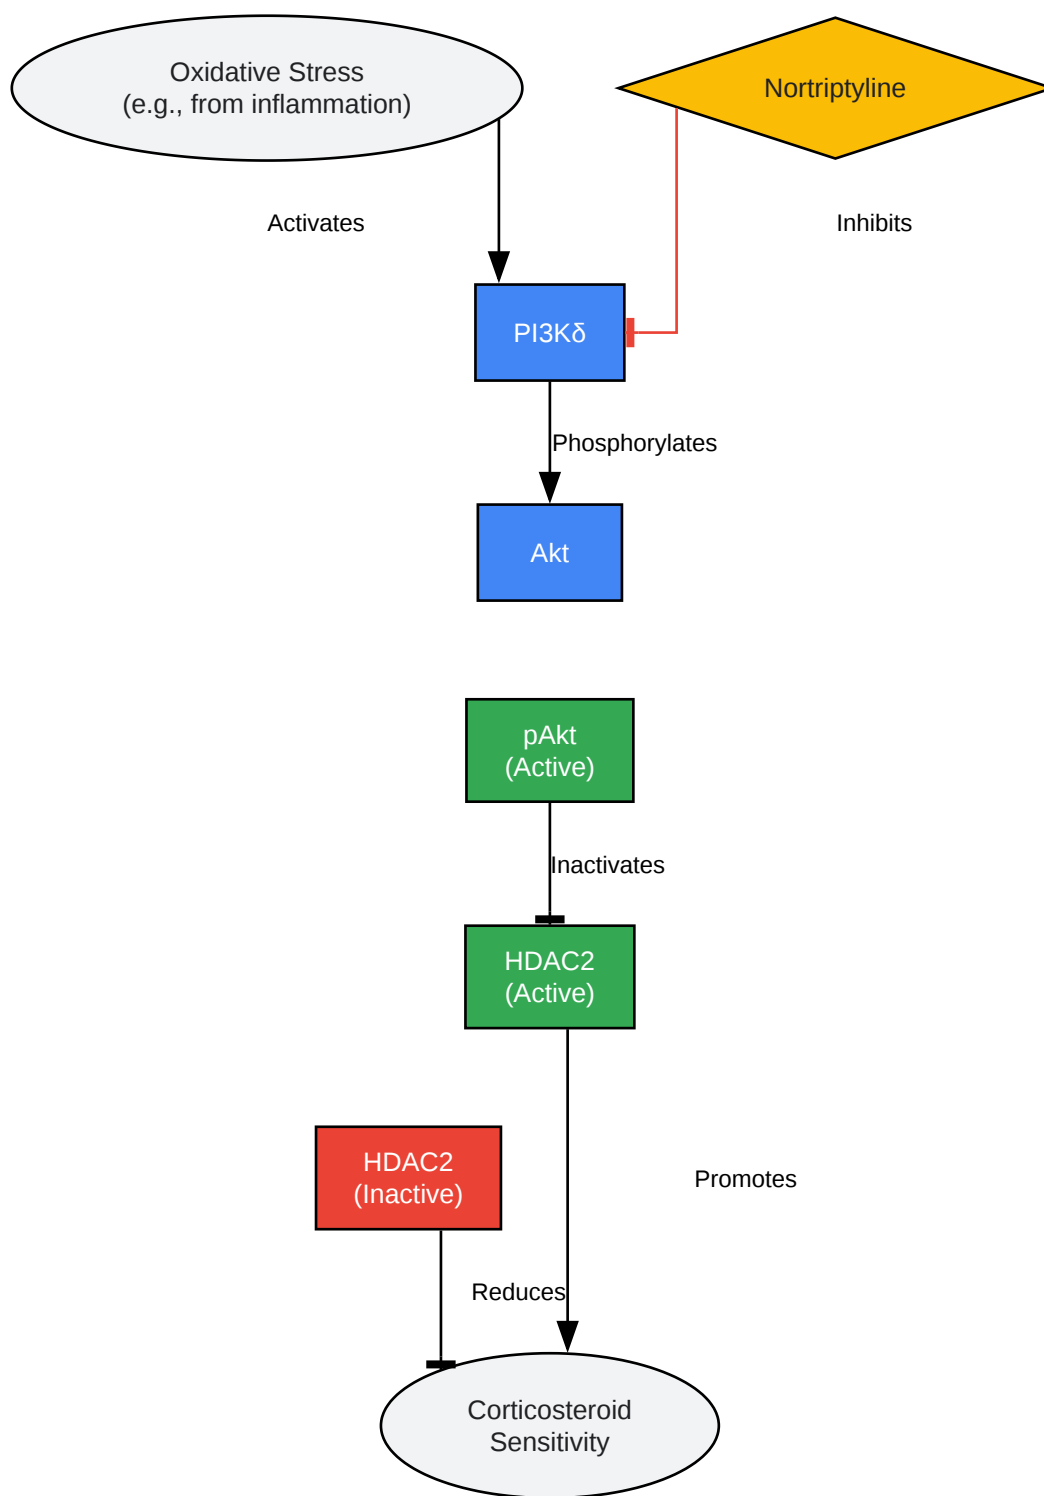 Oxidative Stress
(e.g., from inflammation)
Nortriptyline
Activates
Inhibits
PI3Kδ
Phosphorylates
Akt
pAkt
(Active)
Inactivates
HDAC2
(Active)
HDAC2
(Inactive)
Promotes
Reduces
Corticosteroid
Sensitivity